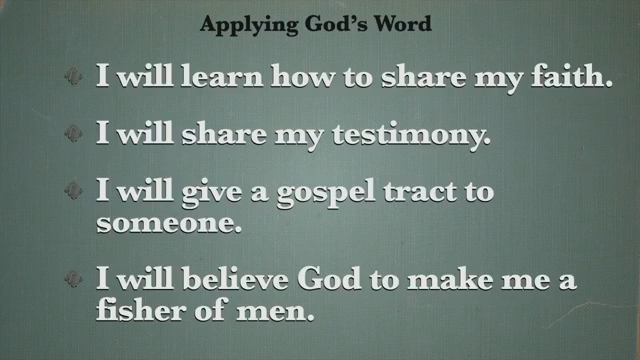 Applying God's Word
I will learn how to share my faith.
I will share my testimony.
I will give a gospel tract to
someone.
I will believe God to make me a
fisher of men.